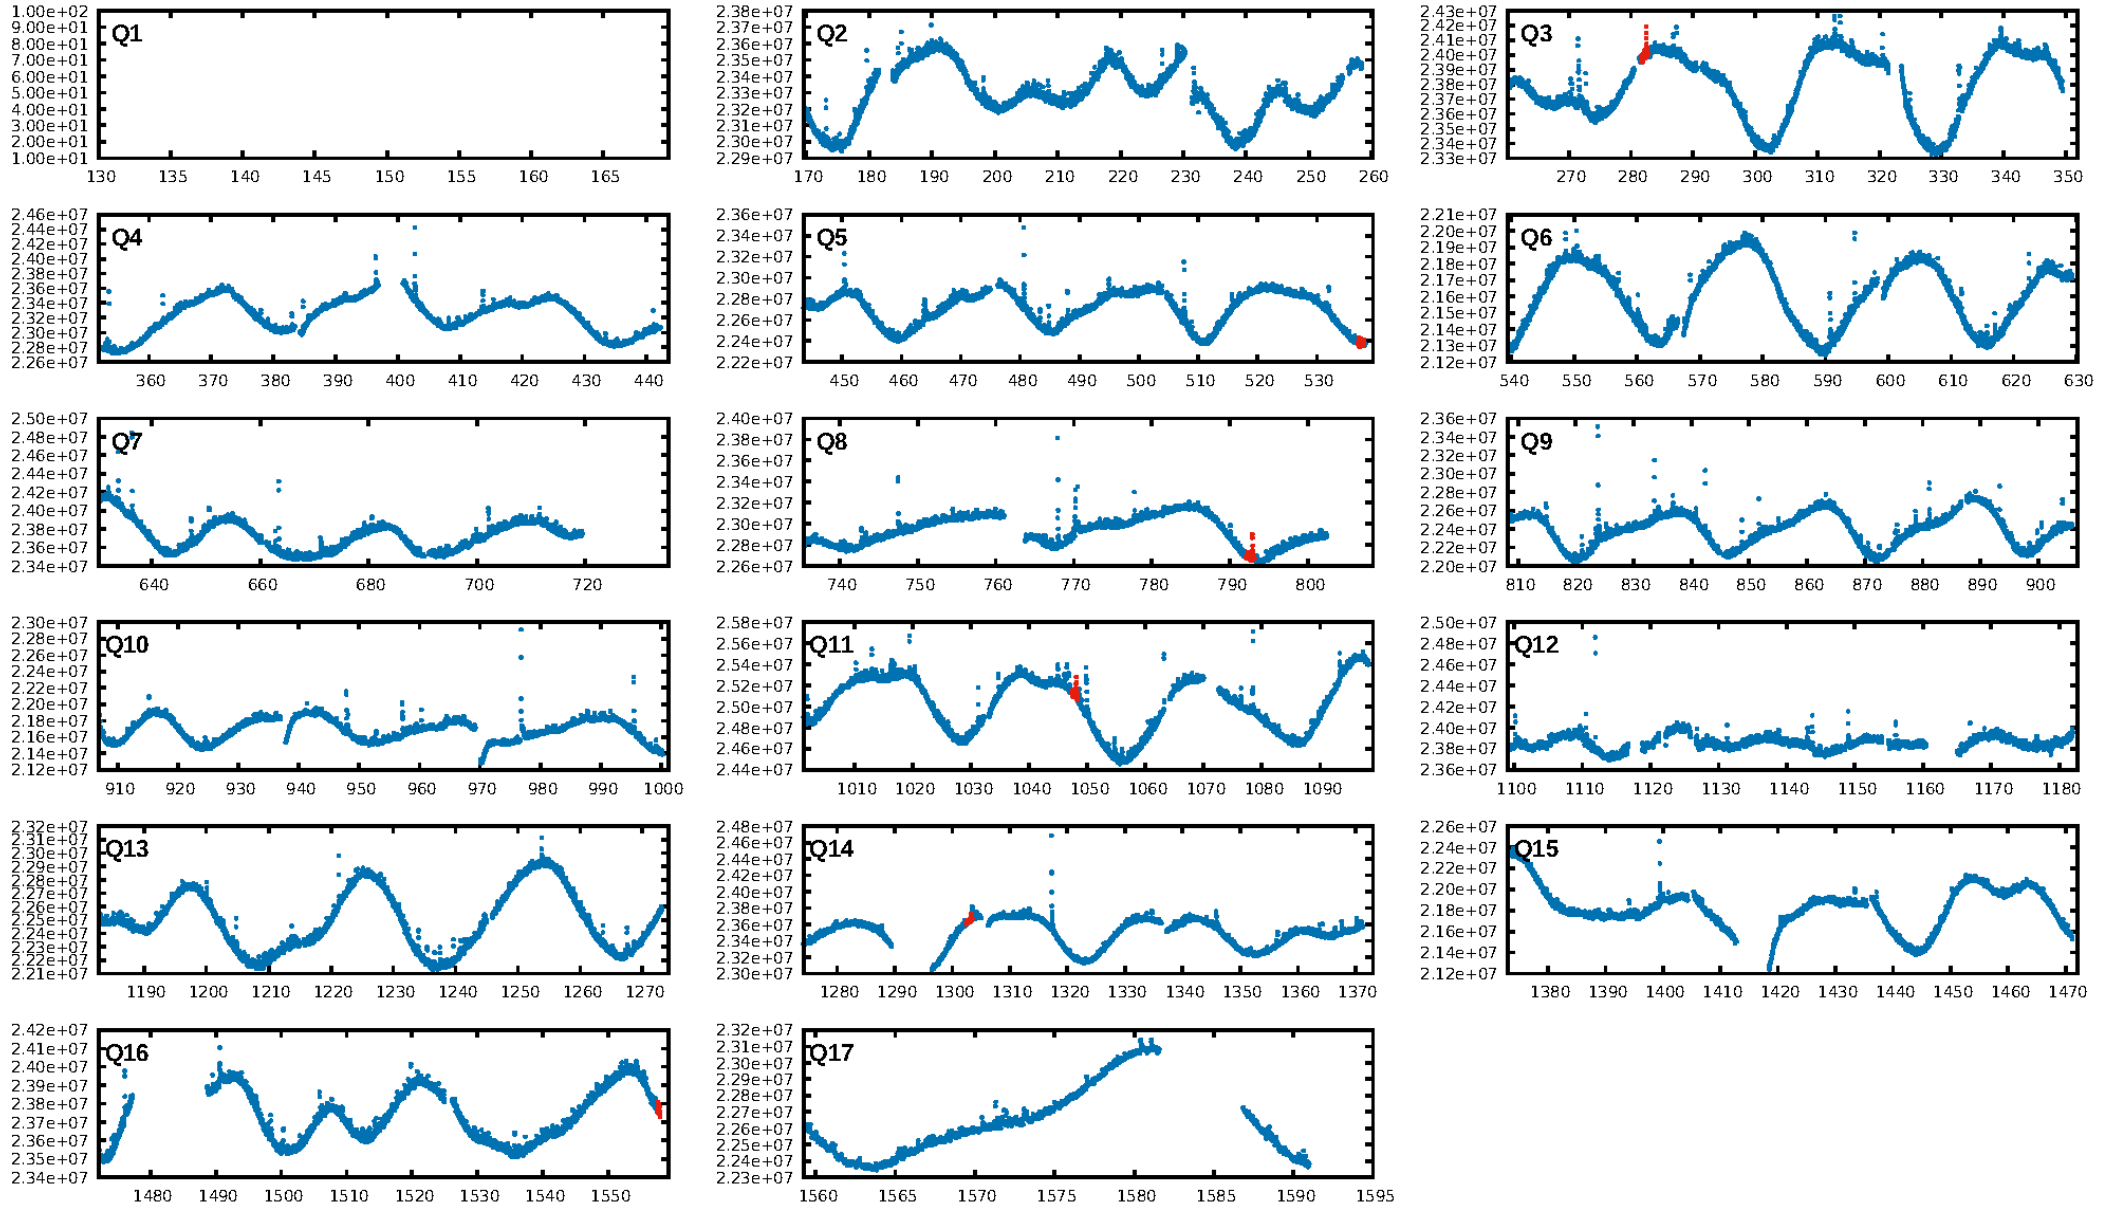 Q1
1.00e+02
9.00e+01
8.00e+01
7.00e+01
6.00e+01
5.00e+01
4.00e+01
3.00e+01
2.00e+01
1.00e+01
130 135 140 145 150 155 160 165
Q2
2.38e+07
2.37e+07
2.36e+07
2.35e+07
2.34e+07
2.33e+07
2.32e+07
2.31e+07
2.30e+07
2.29e+07
170 180 190 200 210 220 230 240 250 260
Q3
2.43e+07
2.42e+07
2.41e+07
2.40e+07
2.39e+07
2.38e+07
2.37e+07
2.36e+07
2.35e+07
2.34e+07
2.33e+07
270 280 290 300 310 320 330 340 350
Q4
2.46e+07
2.44e+07
2.42e+07
2.40e+07
2.38e+07
2.36e+07
2.34e+07
2.32e+07
2.30e+07
2.28e+07
2.26e+07
360 370 380 390 400 410 420 430 440
Q5
2.36e+07
2.34e+07
2.32e+07
2.30e+07
2.28e+07
2.26e+07
2.24e+07
2.22e+07
450 460 470 480 490 500 510 520 530
Q6
2.21e+07
2.20e+07
2.19e+07
2.18e+07
2.17e+07
2.16e+07
2.15e+07
2.14e+07
2.13e+07
2.12e+07
540 550 560 570 580 590 600 610 620 630
Q7
2.50e+07
2.48e+07
2.46e+07
2.44e+07
2.42e+07
2.40e+07
2.38e+07
2.36e+07
2.34e+07
640 660 680 700 720
Q8
2.40e+07
2.38e+07
2.36e+07
2.34e+07
2.32e+07
2.30e+07
2.28e+07
2.26e+07
740 750 760 770 780 790 800
Q9
2.36e+07
2.34e+07
2.32e+07
2.30e+07
2.28e+07
2.26e+07
2.24e+07
2.22e+07
2.20e+07
810 820 830 840 850 860 870 880 890 900
Q10
2.30e+07
2.28e+07
2.26e+07
2.24e+07
2.22e+07
2.20e+07
2.18e+07
2.16e+07
2.14e+07
2.12e+07
910 920 930 940 950 960 970 980 990 1000
Q11
2.58e+07
2.56e+07
2.54e+07
2.52e+07
2.50e+07
2.48e+07
2.46e+07
2.44e+07
1010 1020 1030 1040 1050 1060 1070 1080 1090
Q12
2.50e+07
2.48e+07
2.46e+07
2.44e+07
2.42e+07
2.40e+07
2.38e+07
2.36e+07
1100 1110 1120 1130 1140 1150 1160 1170 1180
Q13
2.32e+07
2.31e+07
2.30e+07
2.29e+07
2.28e+07
2.27e+07
2.26e+07
2.25e+07
2.24e+07
2.23e+07
2.22e+07
2.21e+07
1190 1200 1210 1220 1230 1240 1250 1260 1270
Q14
2.48e+07
2.46e+07
2.44e+07
2.42e+07
2.40e+07
2.38e+07
2.36e+07
2.34e+07
2.32e+07
2.30e+07
1280 1290 1300 1310 1320 1330 1340 1350 1360 1370
Q15
2.26e+07
2.24e+07
2.22e+07
2.20e+07
2.18e+07
2.16e+07
2.14e+07
2.12e+07
1380 1390 1400 1410 1420 1430 1440 1450 1460 1470
Q16
2.42e+07
2.41e+07
2.40e+07
2.39e+07
2.38e+07
2.37e+07
2.36e+07
2.35e+07
2.34e+07
1480 1490 1500 1510 1520 1530 1540 1550
Q17
2.32e+07
2.31e+07
2.30e+07
2.29e+07
2.28e+07
2.27e+07
2.26e+07
2.25e+07
2.24e+07
2.23e+07
1560 1565 1570 1575 1580 1585 1590 1595